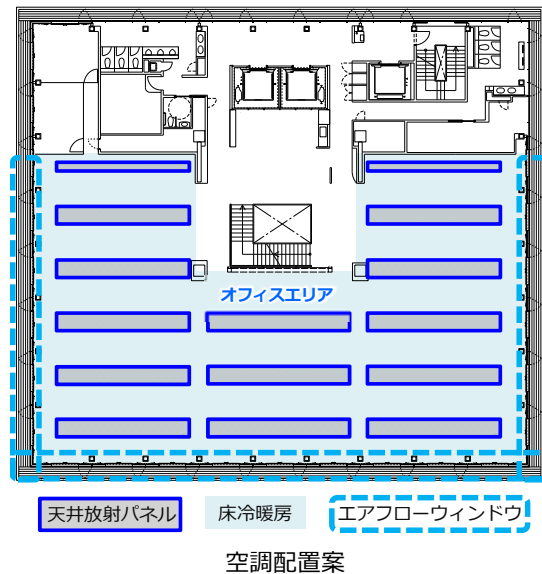 オフィスエリア
天井放射パネル
床冷暖房
エアフローウィンドウ
空調配置案